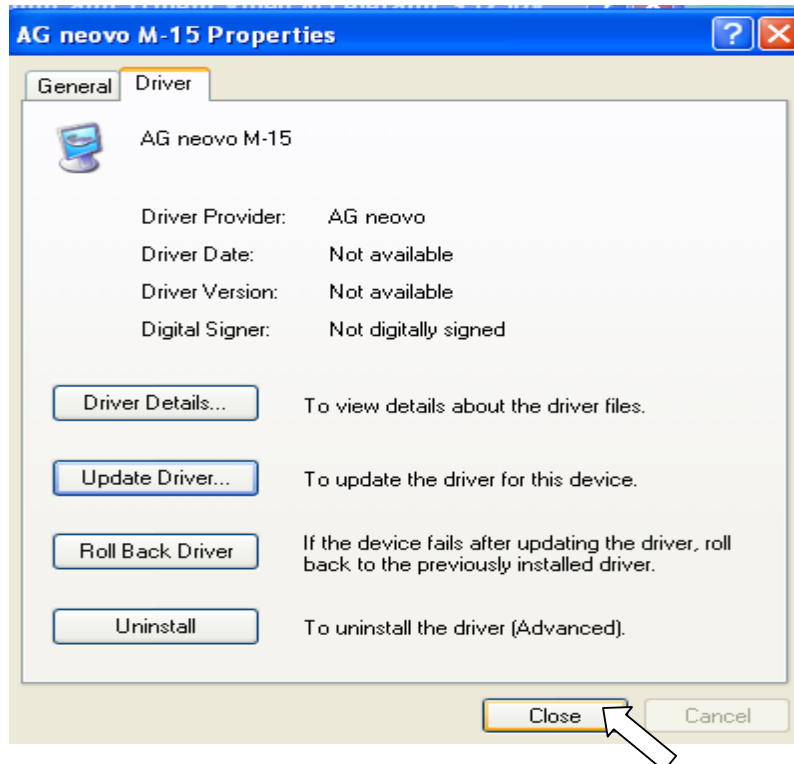 AG neovo M-15 Properties
General Driver
AG neovo M-15
Driver Provider: AG neovo
Driver Date: Not available
Driver Version: Not available
Digital Signer: Not digitally signed
Driver Details... To view details about the driver files.
Update Driver... To update the driver for this device.
Roll Back Driver If the device fails after updating the driver, roll
back to the previously installed driver.
Uninstall To uninstall the driver (Advanced).
Close Cancel